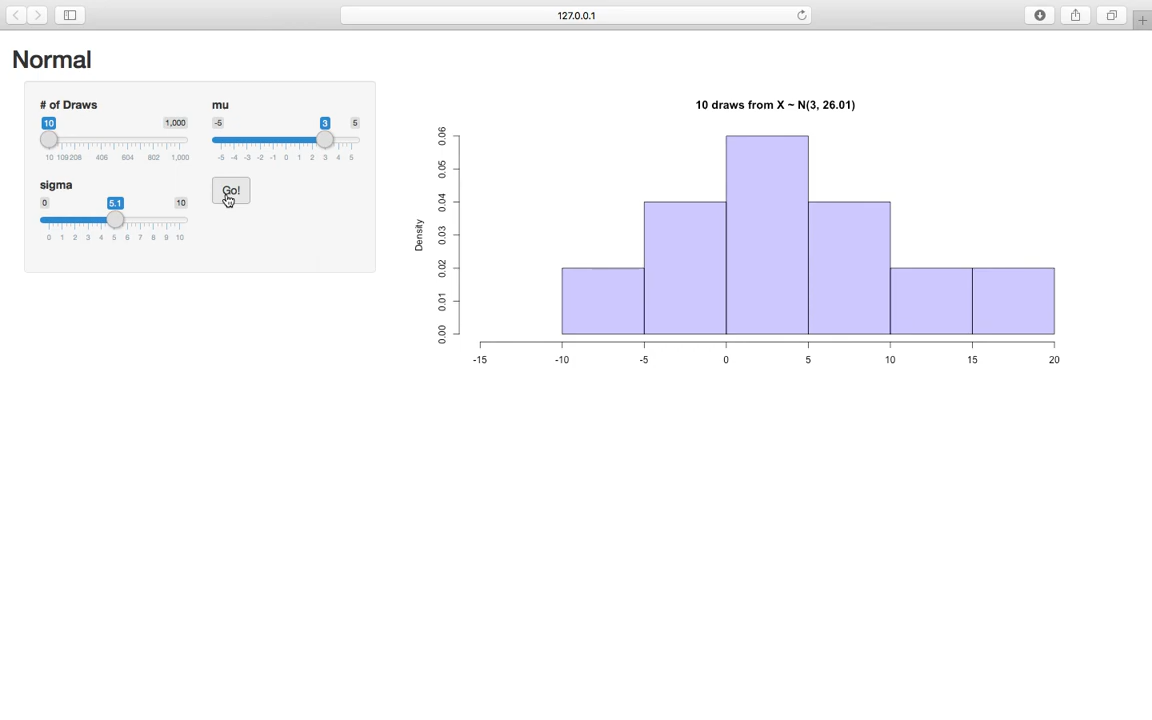 127.0.0.1
Normal
# of Draws
10 1,000
10 109 208 406 604 802 1,000
mu
-5 3 5
-5 -4 -3 -2 -1 0 1 2 3 4 5
sigma
0 5.1 10
0 1 2 3 4 5 6 7 8 9 10
Go!
10 draws from X ~ N(3, 26.01)
Density
0.06
0.05
0.04
0.03
0.02
0.01
0.00
-15 -10 -5 0 5 10 15 20